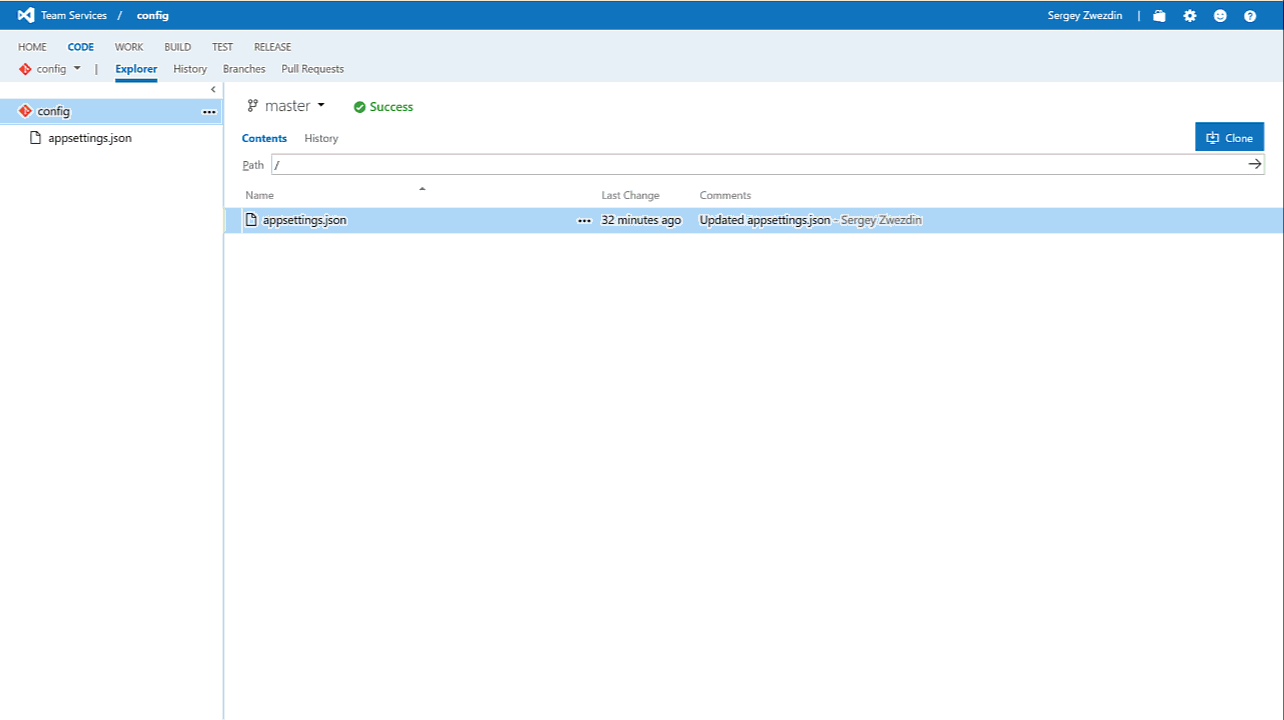 Team Services / config Sergey Zwezdin |
HOME CODE WORK BUILD TEST RELEASE
config | Explorer History Branches Pull Requests
config
appsettings.json
master Success
Contents History
Clone
Path /
Name Last Change Comments
appsettings.json 32 minutes ago Updated appsettings.json - Sergey Zwezdin